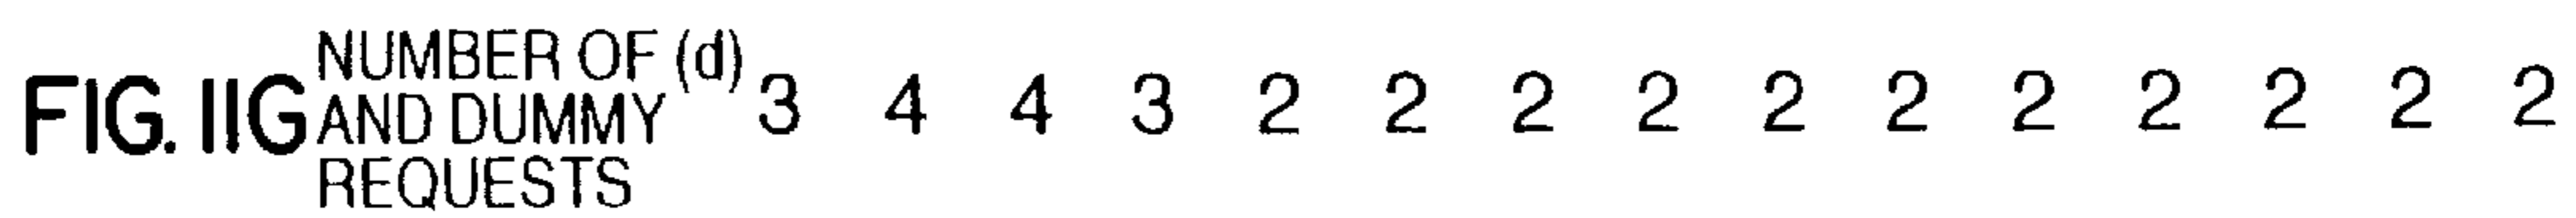 NUMBER OF (d)
FIG. 11G AND DUMMY 3 4 4 3 2 2 2 2 2 2 2 2 2 2 2
REQUESTS